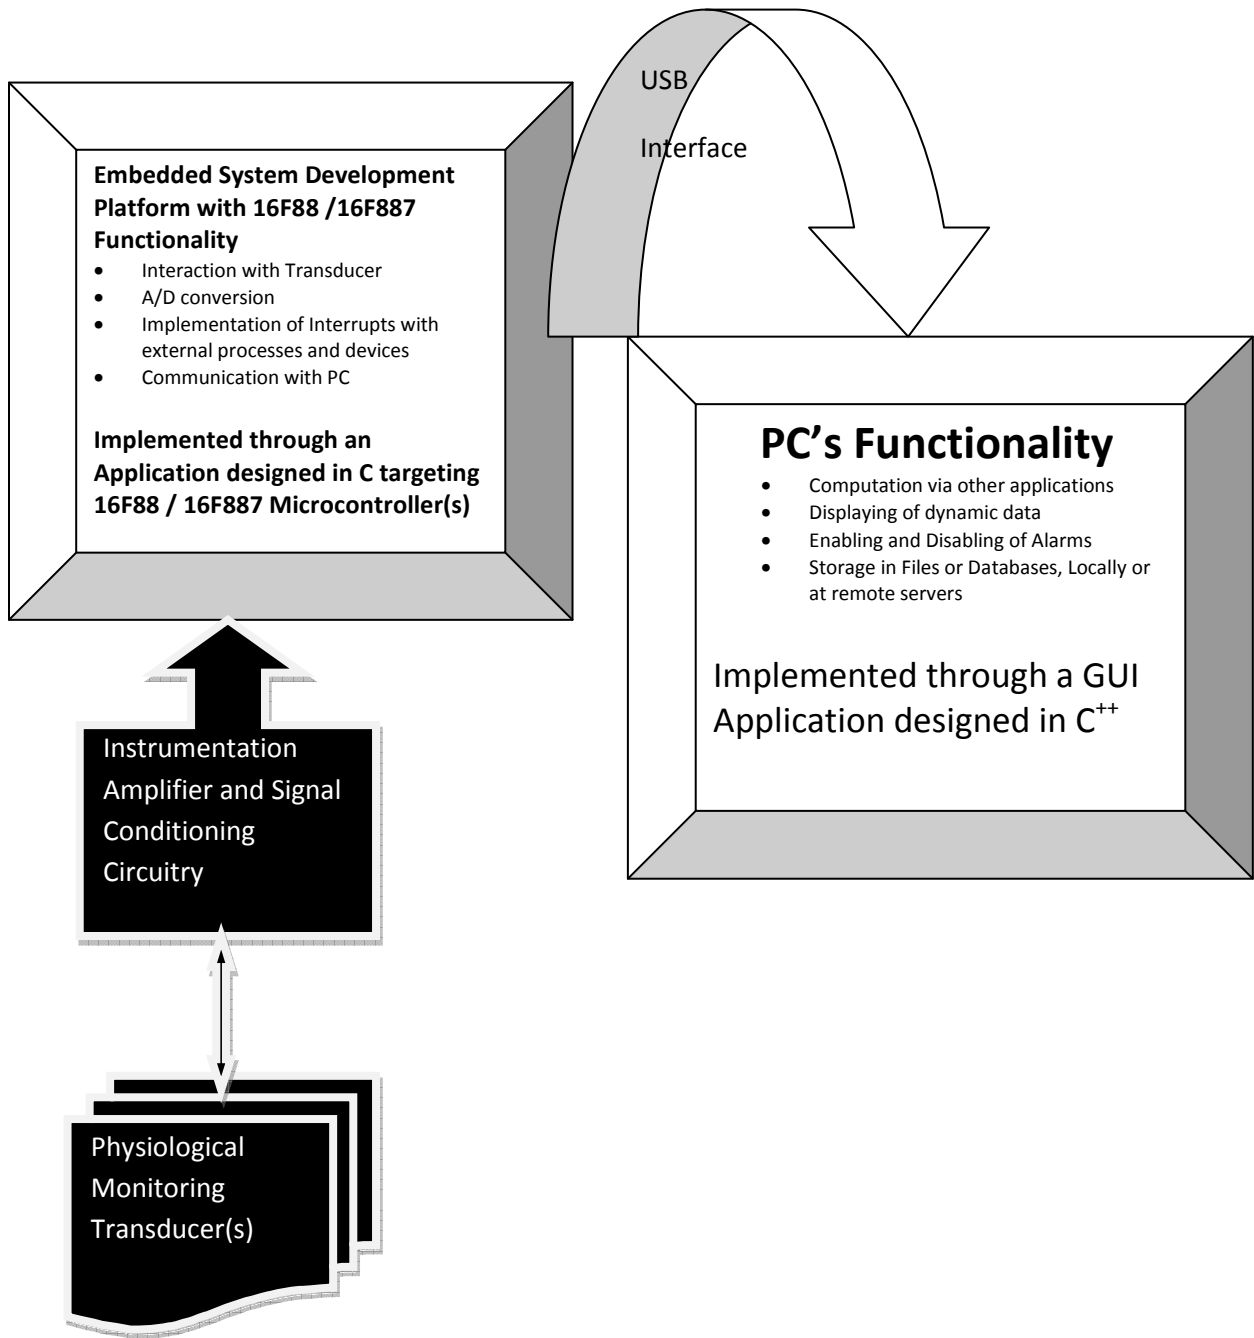 USB
Interface
Embedded System Development
Platform with 16F88 /16F887
Functionality
• Interaction with Transducer
• A/D conversion
• Implementation of Interrupts with
external processes and devices
• Communication with PC
Implemented through an
Application designed in C targeting
16F88 / 16F887 Microcontroller(s)
PC’s Functionality
• Computation via other applications
• Displaying of dynamic data
• Enabling and Disabling of Alarms
• Storage in Files or Databases, Locally or
at remote servers
Implemented through a GUI
Application designed in C++
Instrumentation
Amplifier and Signal
Conditioning
Circuitry
Physiological
Monitoring
Transducer(s)